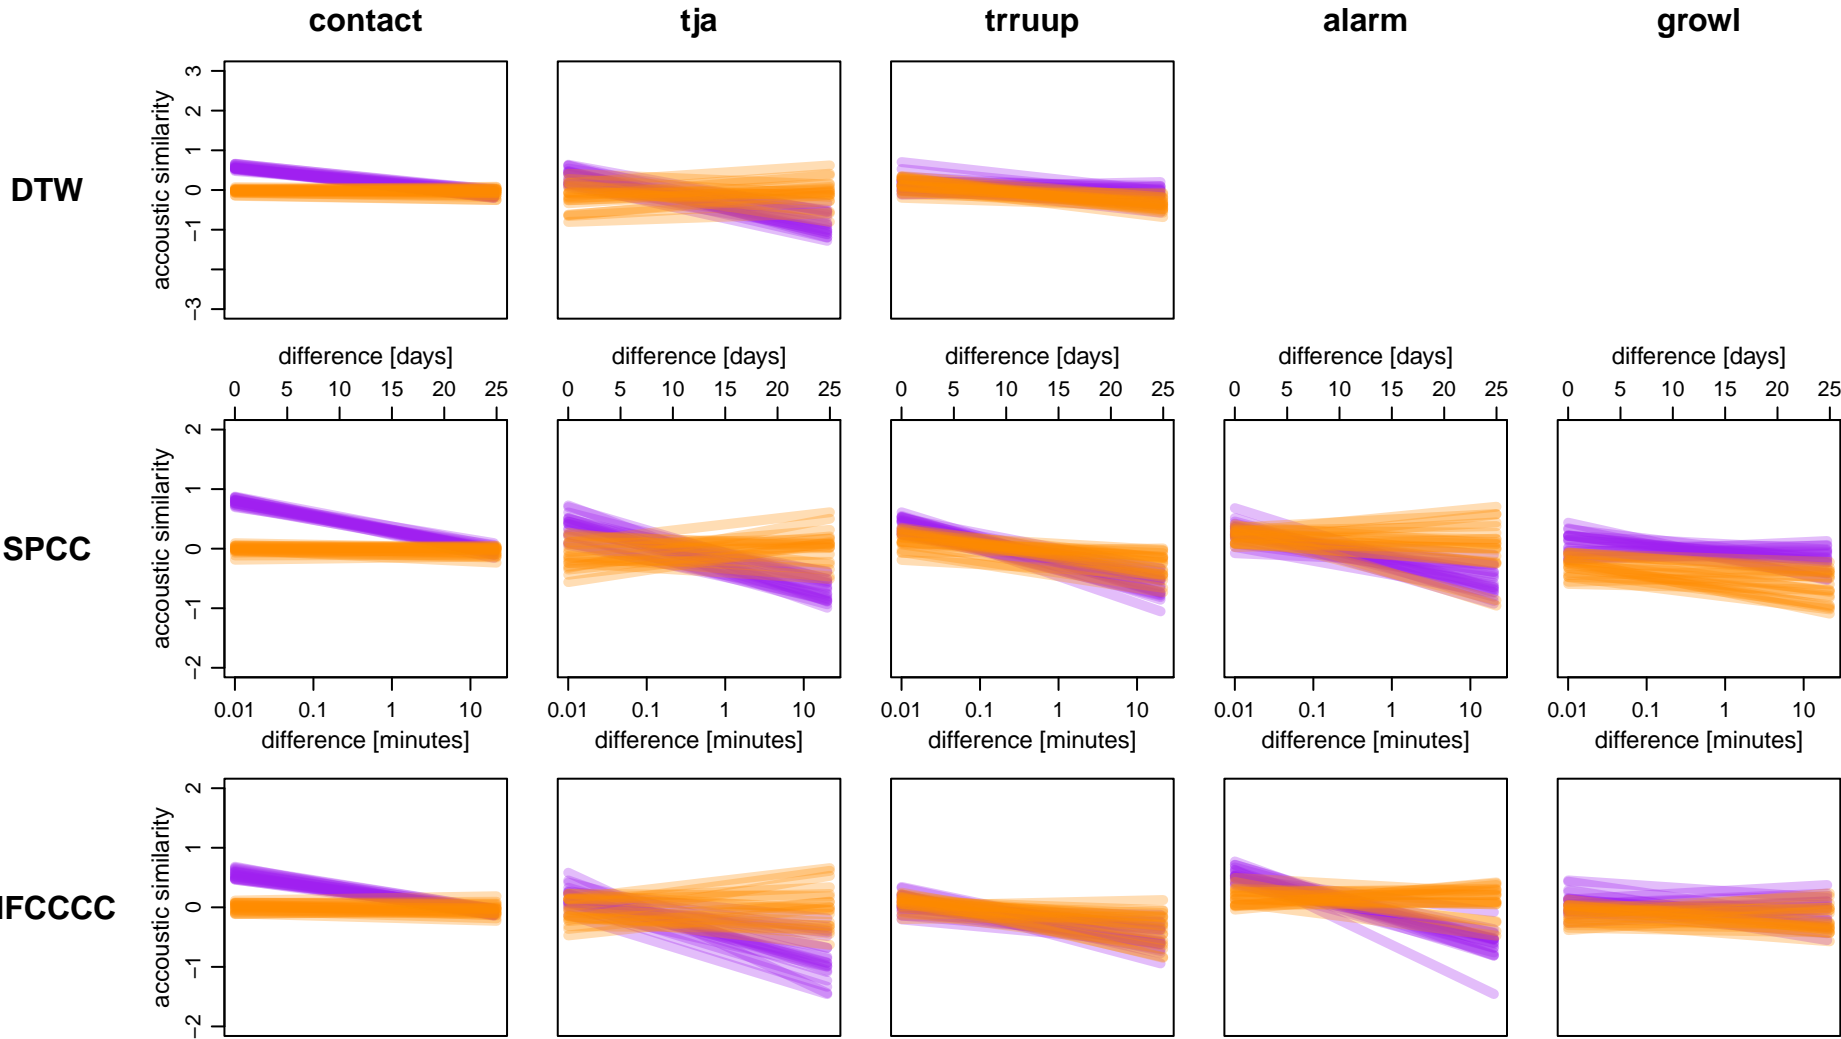 contact tja trruup alarm growl
DTW
accoustic similarity
3
2
1
0
−1
−3
difference [days] difference [days] difference [days] difference [days] difference [days]
0 5 10 15 20 25 0 5 10 15 20 25 0 5 10 15 20 25 0 5 10 15 20 25 0 5 10 15 20 25
SPCC
accoustic similarity
2
1
0
−1
−2
0.01 0.1 1 10 0.01 0.1 1 10 0.01 0.1 1 10 0.01 0.1 1 10 0.01 0.1 1 10
difference [minutes] difference [minutes] difference [minutes] difference [minutes] difference [minutes]
accoustic similarity
2
1
0
−1
−2